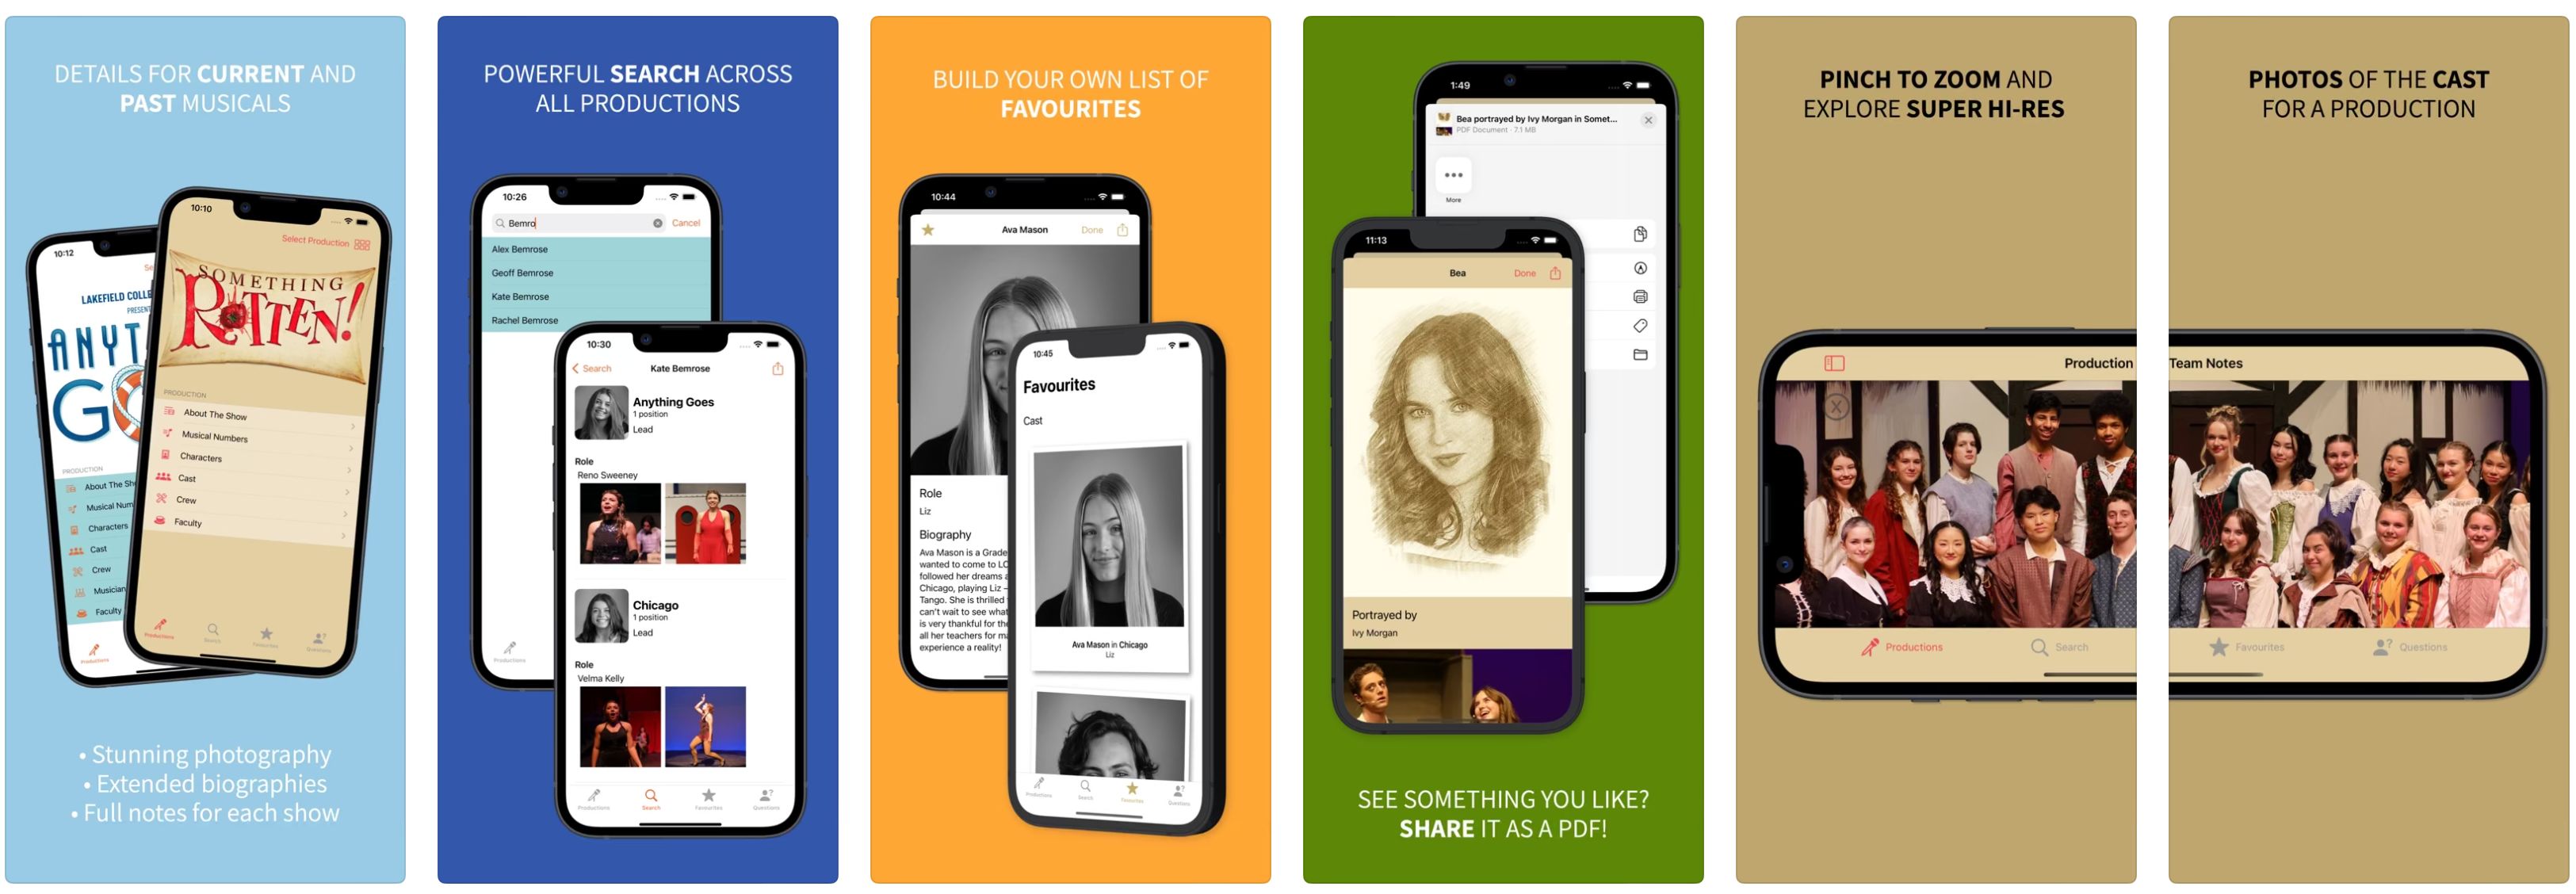 DETAILS FOR CURRENT AND
PAST MUSICALS
10:12
Se
LAKEFIELD COLLE
PRESENT
ANYT
GO
PRODUCTION
About The Sh
Musical Num
Characters
Cast
Crew
Musician
Faculty
Productions
10:10
Select Production
SOMETHING
ROTTEN!
PRODUCTION
About The Show
Musical Numbers
Characters
Cast
Crew
Faculty
Productions
Search
Favourites
Questions
• Stunning photography
• Extended biographies
• Full notes for each show
POWERFUL SEARCH ACROSS
ALL PRODUCTIONS
10:26
Bemro
Cancel
Alex Bemrose
Geoff Bemrose
Kate Bemrose
Rachel Bemrose
Productions
10:30
Search
Kate Bemrose
Anything Goes
1 position
Lead
Role
Reno Sweeney
Chicago
1 position
Lead
Role
Velma Kelly
Productions
Search
Favourites
Questions
BUILD YOUR OWN LIST OF
FAVOURITES
10:44
Ava Mason
Done
Role
Liz
Biography
Ava Mason is a Grade
wanted to come to LC
followed her dreams a
Chicago, playing Liz –
Tango. She is thrilled
can't wait to see what
is very thankful for the
all her teachers for m
experience a reality!
10:45
Favourites
Cast
Ava Mason in Chicago
Liz
Productions
Search
Favourites
Questions
1:49
Bea portrayed by Ivy Morgan in Somet...
PDF Document · 7.1 MB
More
11:13
Bea
Done
Portrayed by
Ivy Morgan
SEE SOMETHING YOU LIKE?
SHARE IT AS A PDF!
PINCH TO ZOOM AND
EXPLORE SUPER HI-RES
Production
Productions
Search
PHOTOS OF THE CAST
FOR A PRODUCTION
Team Notes
Favourites
Questions